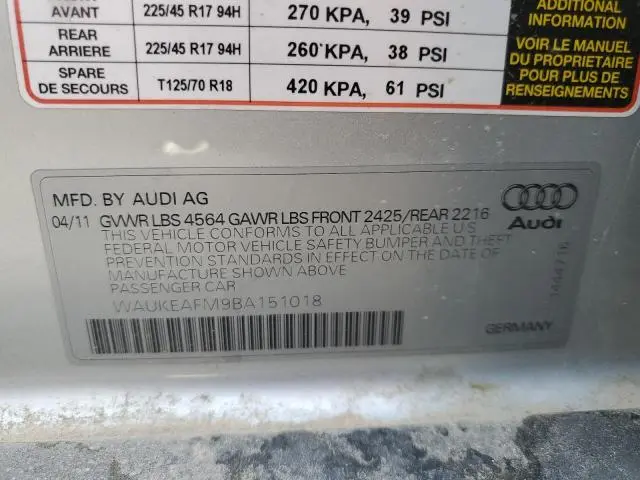 AVANT 225/45 R17 94H 270 KPA, 39 PSI
REAR
ARRIERE 225/45 R17 94H 260 KPA, 38 PSI
SPARE
DE SECOURS T125/70 R18 420 KPA, 61 PSI
ADDITIONAL
INFORMATION
VOIR LE MANUEL
DU PROPRIETAIRE
POUR PLUS DE
RENSEIGNEMENTS
MFD. BY AUDI AG
04/11 GVWR LBS 4564 GAWR LBS FRONT 2425/REAR 2216
THIS VEHICLE CONFORMS TO ALL APPLICABLE U.S
FEDERAL MOTOR VEHICLE SAFETY BUMPER AND THEFT
PREVENTION STANDARDS IN EFFECT ON THE DATE OF
MANUFACTURE SHOWN ABOVE
PASSENGER CAR
WAUKEAFM9BA151018
Audi
GERMANY